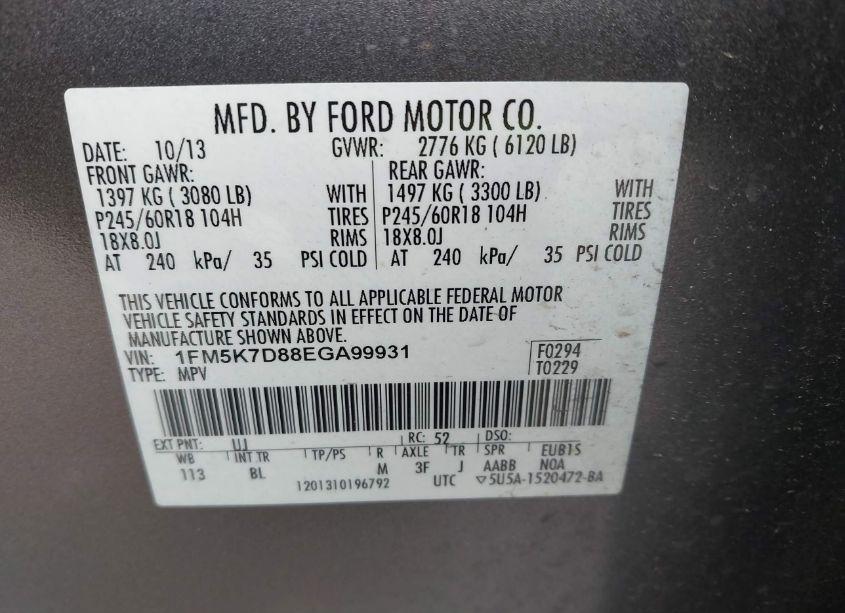 MFD. BY FORD MOTOR CO.
DATE: 10/13 GVWR: 2776 KG ( 6120 LB)
FRONT GAWR: REAR GAWR:
1397 KG ( 3080 LB) WITH 1497 KG ( 3300 LB) WITH
P245/60R18 104H TIRES P245/60R18 104H TIRES
18X8.0J RIMS 18X8.0J RIMS
AT 240 kPa/ 35 PSI COLD AT 240 kPa/ 35 PSI COLD
THIS VEHICLE CONFORMS TO ALL APPLICABLE FEDERAL MOTOR
VEHICLE SAFETY STANDARDS IN EFFECT ON THE DATE OF
MANUFACTURE SHOWN ABOVE.
VIN: 1FM5K7D88EGA99931 F0294
TYPE: MPV T0229
EXT PNT: UJ RC: 52 DSO:
WB INT TR TP/PS R AXLE TR SPR EUB1S
113 BL M 3F J AABB N0A
1201310196792 UTC ▽5U5A-1520472-BA